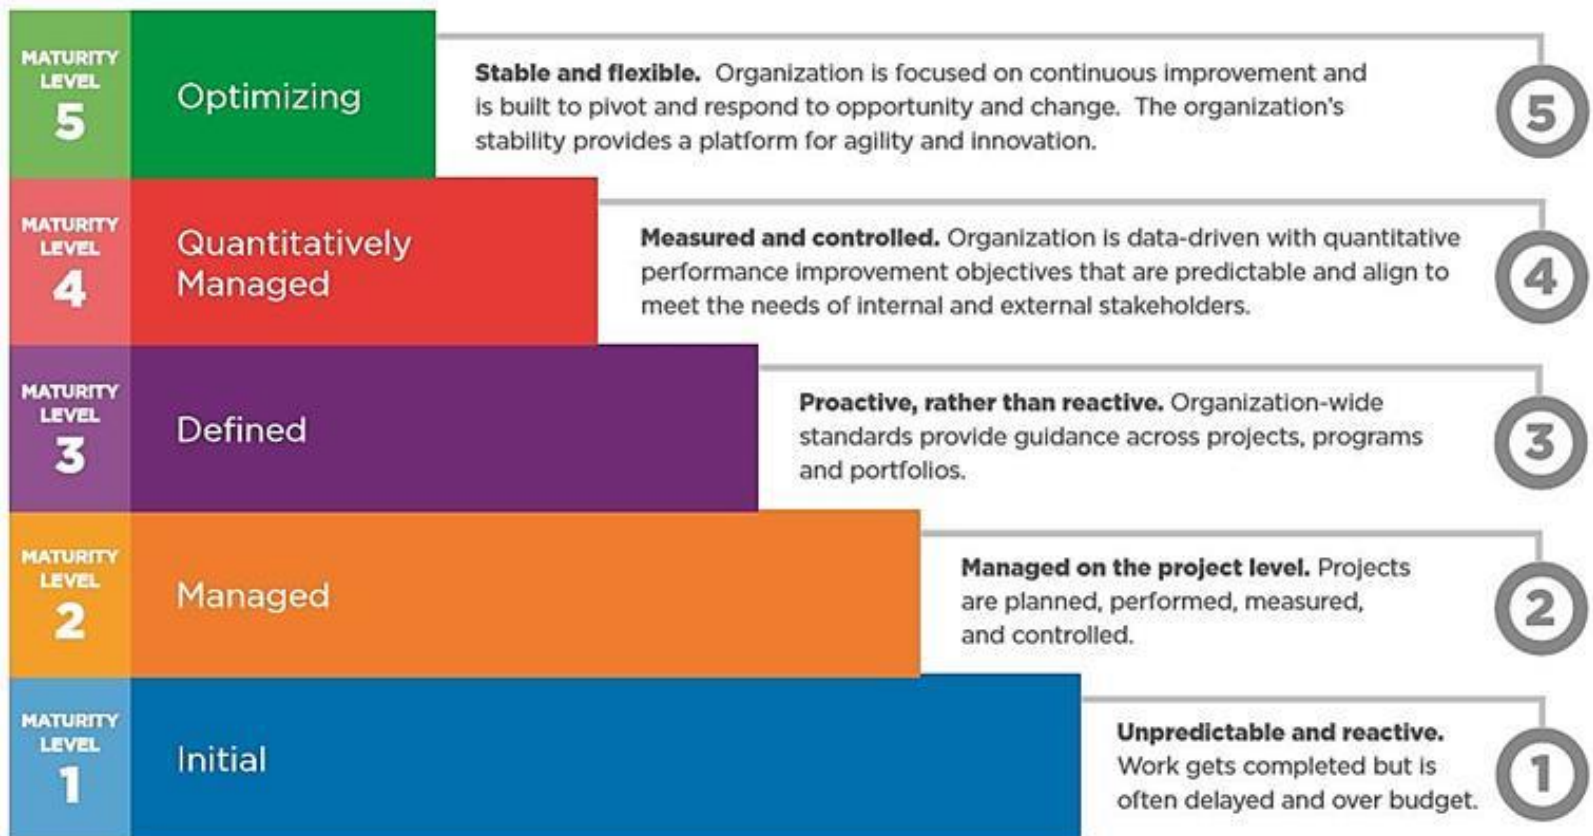 MATURITY
LEVEL
5
Optimizing
Stable and flexible. Organization is focused on continuous improvement and
is built to pivot and respond to opportunity and change. The organization's
stability provides a platform for agility and innovation.
5
MATURITY
LEVEL
4
Quantitatively
Managed
Measured and controlled. Organization is data-driven with quantitative
performance improvement objectives that are predictable and align to
meet the needs of internal and external stakeholders.
4
MATURITY
LEVEL
3
Defined
Proactive, rather than reactive. Organization-wide
standards provide guidance across projects, programs
and portfolios.
3
MATURITY
LEVEL
2
Managed
Managed on the project level. Projects
are planned, performed, measured,
and controlled.
2
MATURITY
LEVEL
1
Initial
Unpredictable and reactive.
Work gets completed but is
often delayed and over budget.
1